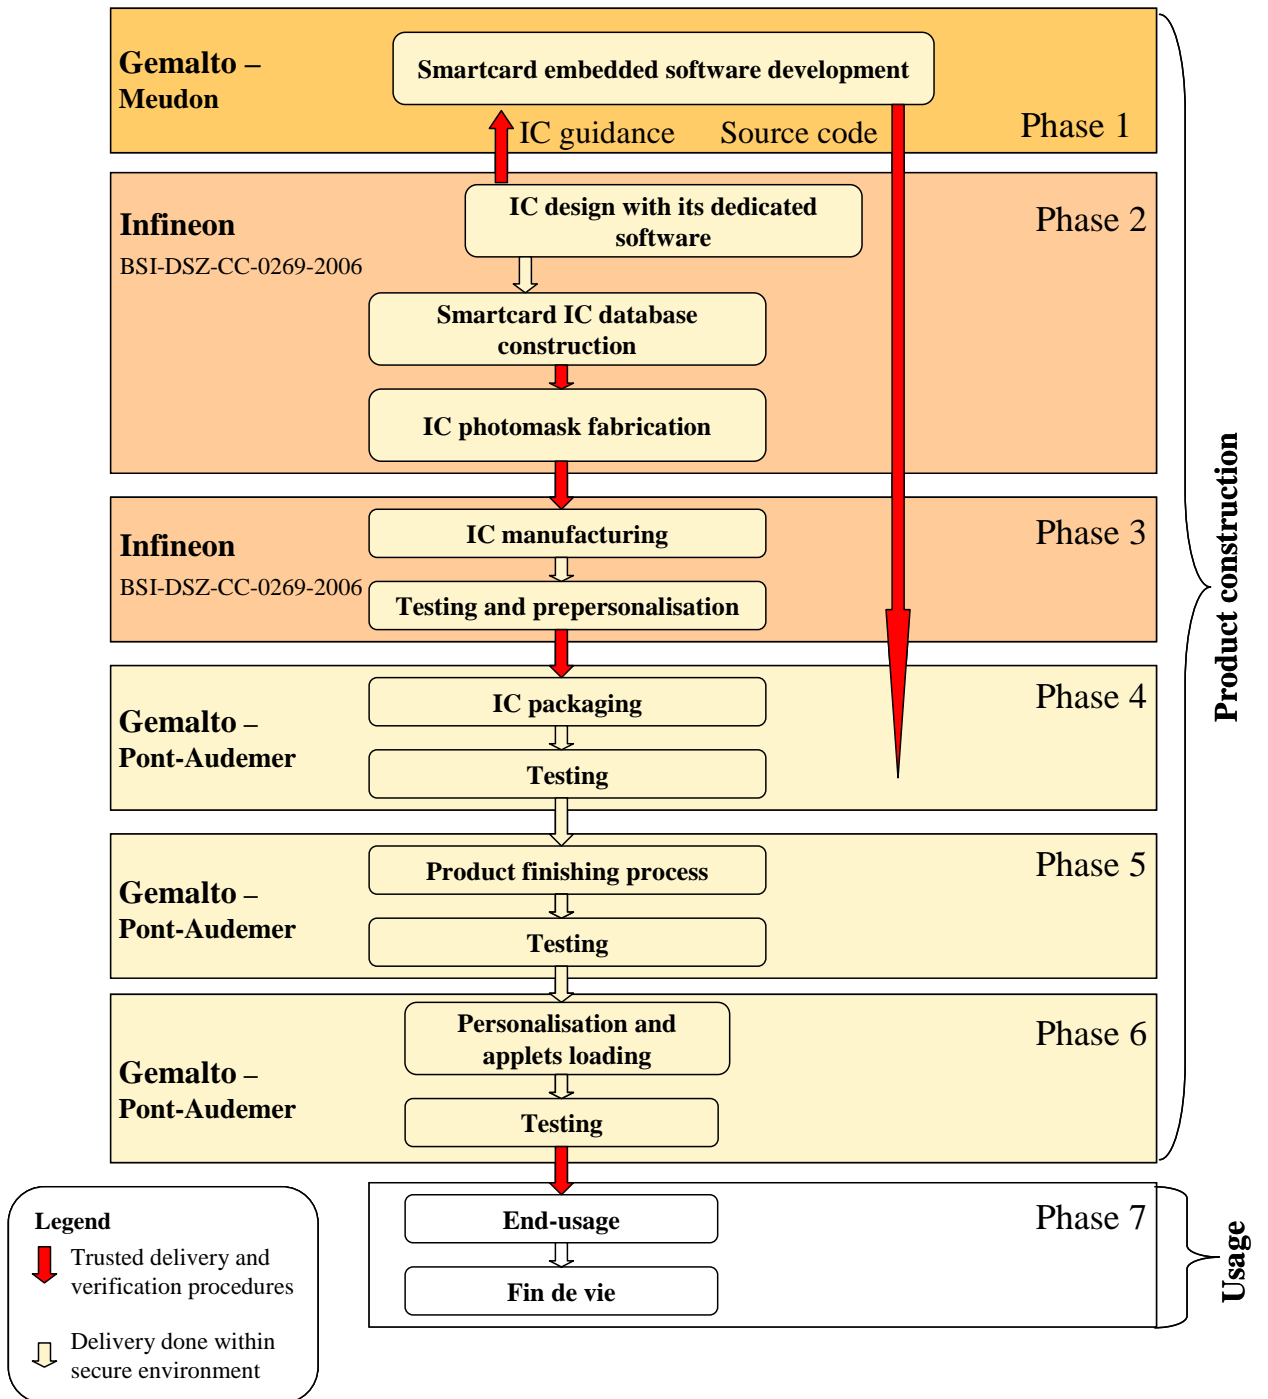 Gemalto –
Meudon
Smartcard embedded software development
IC guidance
Source code
Phase 1
Infineon
BSI-DSZ-CC-0269-2006
IC design with its dedicated
software
Phase 2
Smartcard IC database
construction
IC photomask fabrication
Infineon
BSI-DSZ-CC-0269-2006
IC manufacturing
Phase 3
Testing and prepersonalisation
Gemalto –
Pont-Audemer
IC packaging
Phase 4
Testing
Gemalto –
Pont-Audemer
Product finishing process
Phase 5
Testing
Gemalto –
Pont-Audemer
Personalisation and
applets loading
Phase 6
Testing
Product construction
End-usage
Phase 7
Fin de vie
Usage
Legend
Trusted delivery and
verification procedures
Delivery done within
secure environment